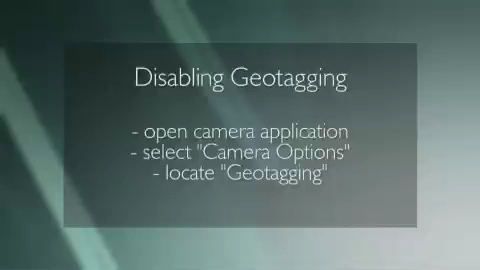 Disabling Geotagging
- open camera application
- select "Camera Options"
- locate "Geotagging"